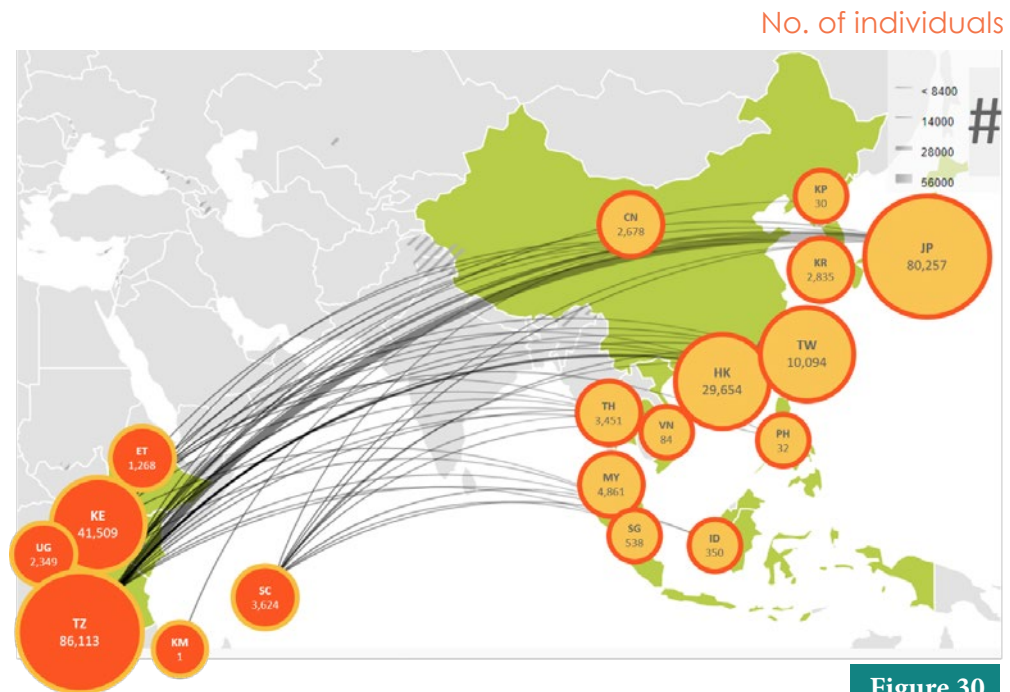 No. of individuals
< 8400
14000
28000
56000
#
KP
30
CN
2,678
JP
80,257
KR
2,835
TW
10,094
HK
29,654
TH
3,451
VN
84
PH
32
ET
1,268
MY
4,861
KE
41,509
SG
538
ID
350
UG
2,349
SC
3,624
TZ
86,113
KM
1
Figure 30